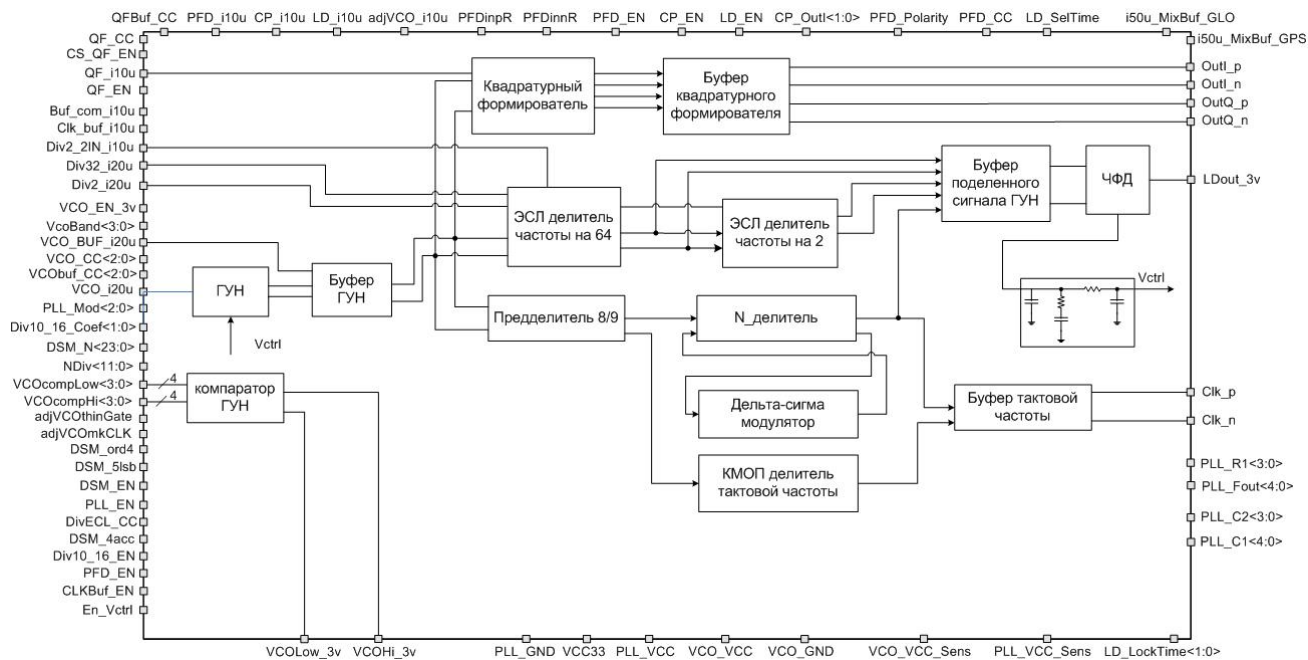 QFBuf_CC PFD_i10u CP_i10u LD_i10u adjVCO_i10u PFDinpR PFDinnR PFD_EN CP_EN LD_EN CP_OutI<1:0> PFD_Polarity PFD_CC LD_SelTime i50u_MixBuf_GLO
QF_CC
CS_QF_EN
QF_i10u
QF_EN
Buf_com_i10u
Clk_buf_i10u
Div2_2IN_i10u
Div32_i20u
Div2_i20u
VCO_EN_3v
VcoBand<3:0>
VCO_BUF_i20u
VCO_CC<2:0>
VCObuf_CC<2:0>
VCO_i20u
PLL_Mod<2:0>
Div10_16_Coef<1:0>
DSM_N<23:0>
NDiv<11:0>
VCOcompLow<3:0>
VCOcompHi<3:0>
adjVCOthinGate
adjVCOmkCLK
DSM_ord4
DSM_5lsb
DSM_EN
PLL_EN
DivECL_CC
DSM_4acc
Div10_16_EN
PFD_EN
CLKBuf_EN
En_Vctrl
4
4
Квадратурный
формирователь
Буфер
квадратурного
формирователя
ЭСЛ делитель
частоты на 64
ЭСЛ делитель
частоты на 2
Буфер
поделенного
сигнала ГУН
ЧФД
ГУН
Буфер
ГУН
Vctrl
Vctrl
Предделитель 8/9
N_делитель
компаратор
ГУН
Дельта-сигма
модулятор
Буфер тактовой
частоты
КМОП делитель
тактовой частоты
i50u_MixBuf_GPS
OutI_p
OutI_n
OutQ_p
OutQ_n
LDout_3v
Clk_p
Clk_n
PLL_R1<3:0>
PLL_Fout<4:0>
PLL_C2<3:0>
PLL_C1<4:0>
VCOLow_3v VCOHi_3v PLL_GND VCC33 PLL_VCC VCO_VCC VCO_GND VCO_VCC_Sens PLL_VCC_Sens LD_LockTime<1:0>